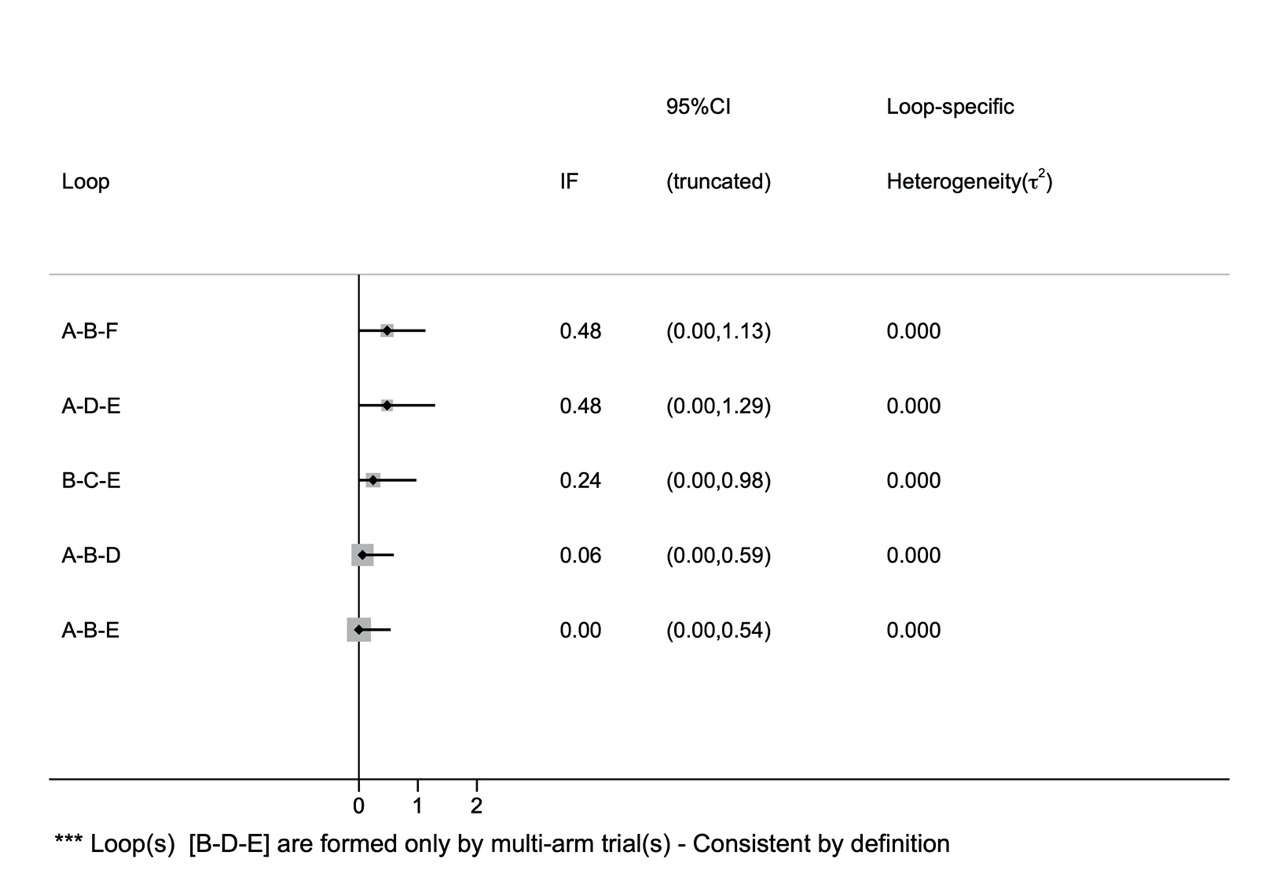 95%CI Loop-specific
Loop IF (truncated) Heterogeneity(τ²)
A-B-F 0.48 (0.00,1.13) 0.000
A-D-E 0.48 (0.00,1.29) 0.000
B-C-E 0.24 (0.00,0.98) 0.000
A-B-D 0.06 (0.00,0.59) 0.000
A-B-E 0.00 (0.00,0.54) 0.000
0 1 2
*** Loop(s) [B-D-E] are formed only by multi-arm trial(s) - Consistent by definition